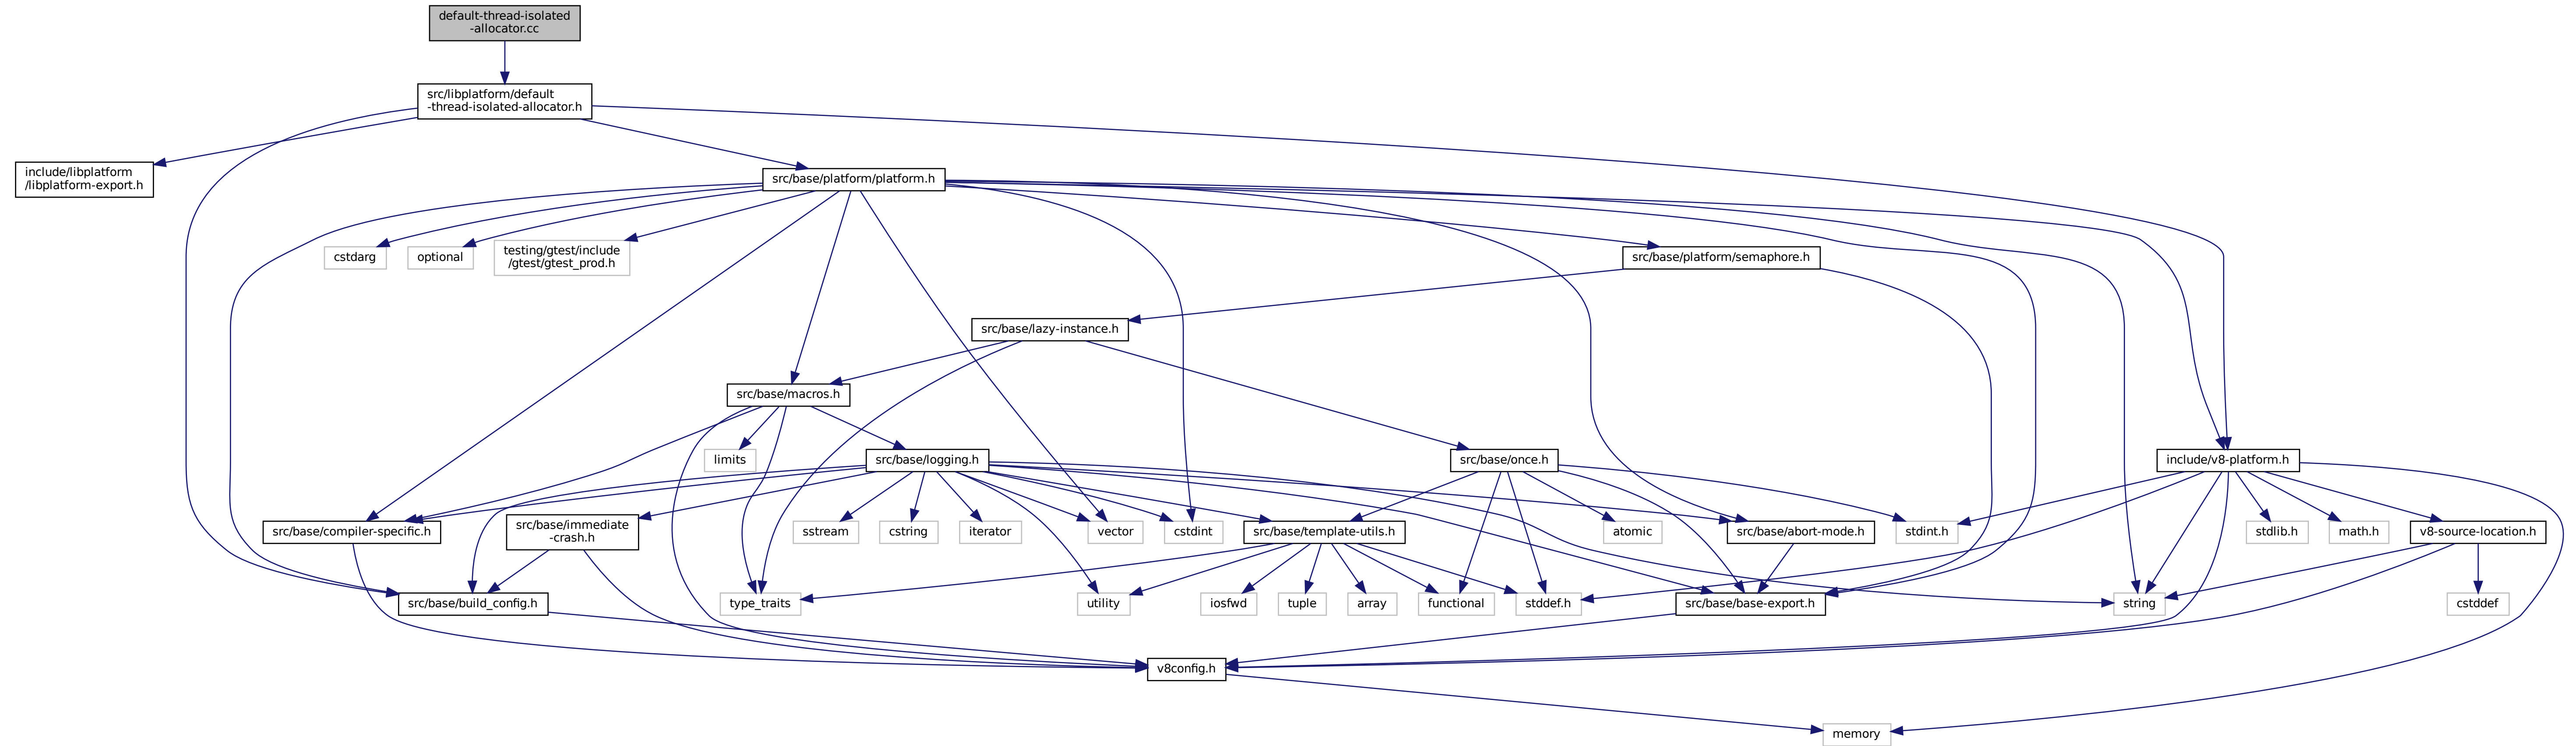 default-thread-isolated
-allocator.cc
src/libplatform/default
-thread-isolated-allocator.h
include/libplatform
/libplatform-export.h
src/base/platform/platform.h
cstdarg
optional
testing/gtest/include
/gtest/gtest_prod.h
src/base/platform/semaphore.h
src/base/lazy-instance.h
src/base/macros.h
limits
src/base/logging.h
src/base/once.h
include/v8-platform.h
src/base/compiler-specific.h
src/base/immediate
-crash.h
sstream
cstring
iterator
vector
cstdint
src/base/template-utils.h
atomic
src/base/abort-mode.h
stdint.h
stdlib.h
math.h
v8-source-location.h
src/base/build_config.h
type_traits
utility
iosfwd
tuple
array
functional
stddef.h
src/base/base-export.h
string
cstddef
v8config.h
memory